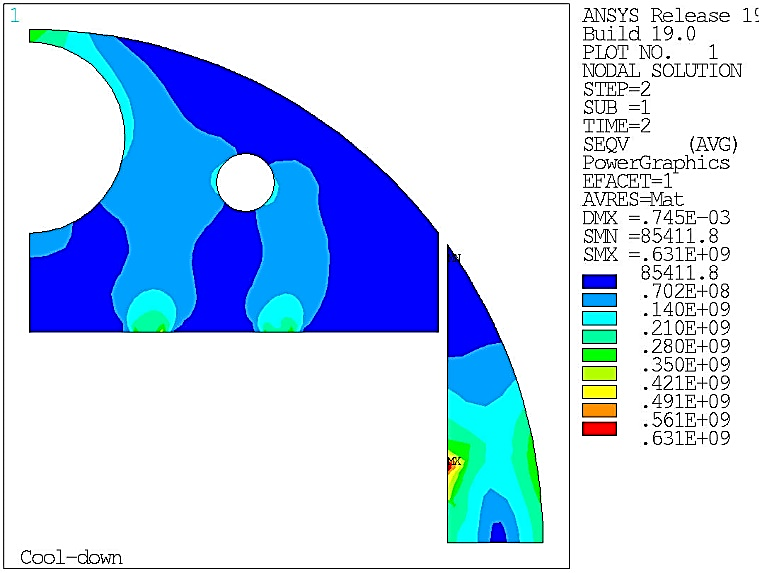 1
ANSYS Release 19
Build 19.0
PLOT NO.   1
NODAL SOLUTION
STEP=2
SUB =1
TIME=2
SEQV      (AVG)
PowerGraphics
EFACET=1
AVRES=Mat
DMX =.745E-03
SMN =85411.8
SMX =.631E+09
85411.8
.702E+08
.140E+09
.210E+09
.280E+09
.350E+09
.421E+09
.491E+09
.561E+09
.631E+09
MX
Cool-down